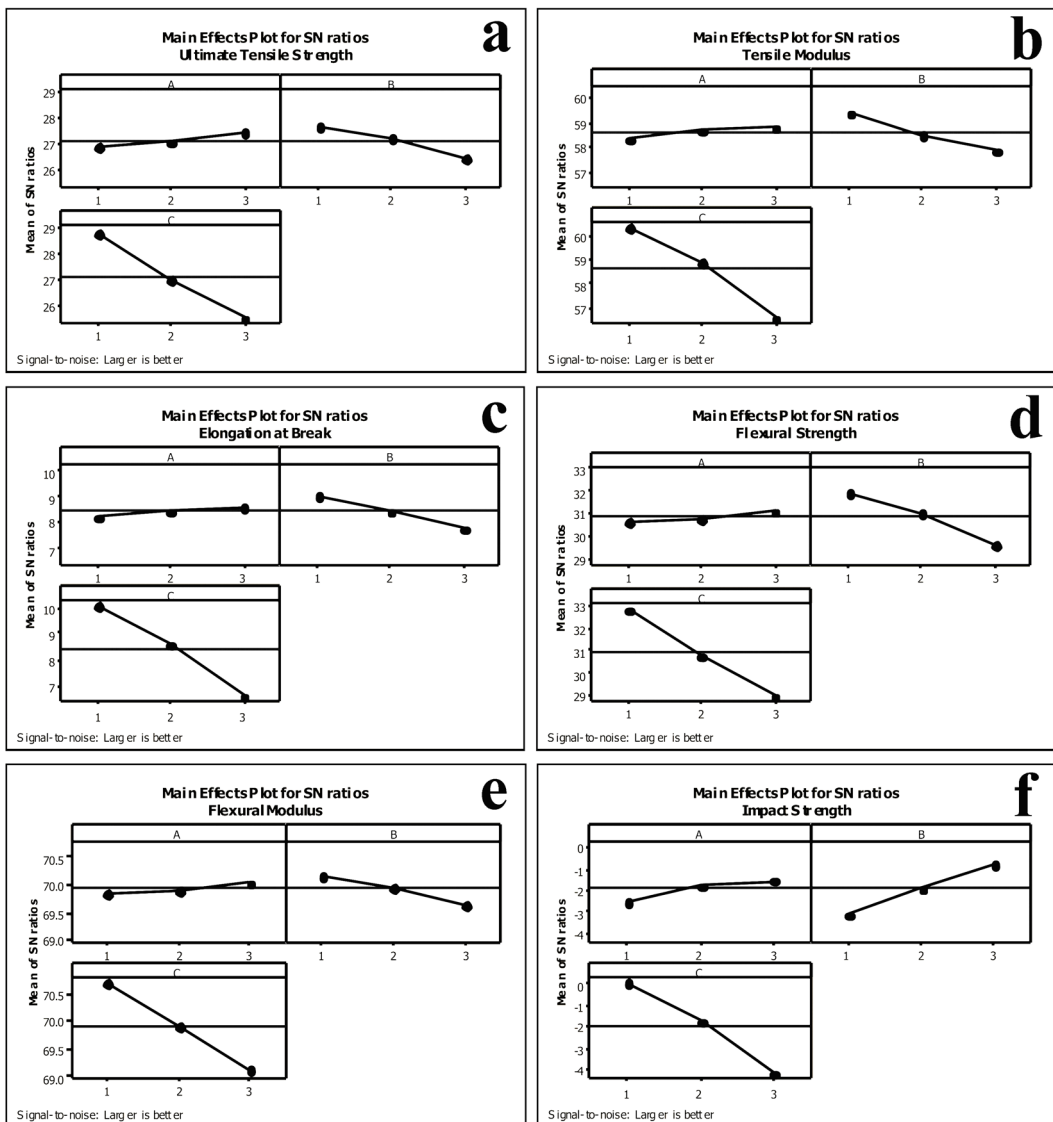 a
Main Effects Plot for SN ratios
Ultimate Tensile Strength
A
B
Mean of SN ratios
29
28
27
26
1
2
3
1
2
3
C
29
28
27
26
1
2
3
Signal-to-noise: Larger is better
b
Main Effects Plot for SN ratios
Tensile Modulus
A
B
Mean of SN ratios
60
59
58
57
1
2
3
1
2
3
C
60
59
58
57
1
2
3
Signal-to-noise: Larger is better
c
Main Effects Plot for SN ratios
Elongation at Break
A
B
Mean of SN ratios
10
9
8
7
1
2
3
1
2
3
C
10
9
8
7
1
2
3
Signal-to-noise: Larger is better
d
Main Effects Plot for SN ratios
Flexural Strength
A
B
Mean of SN ratios
33
32
31
30
29
1
2
3
1
2
3
C
33
32
31
30
29
1
2
3
Signal-to-noise: Larger is better
e
Main Effects Plot for SN ratios
Flexural Modulus
A
B
Mean of SN ratios
70.5
70.0
69.5
69.0
1
2
3
1
2
3
C
70.5
70.0
69.5
69.0
1
2
3
Signal-to-noise: Larger is better
f
Main Effects Plot for SN ratios
Impact Strength
A
B
Mean of SN ratios
0
-1
-2
-3
-4
1
2
3
1
2
3
C
0
-1
-2
-3
-4
1
2
3
Signal-to-noise: Larger is better